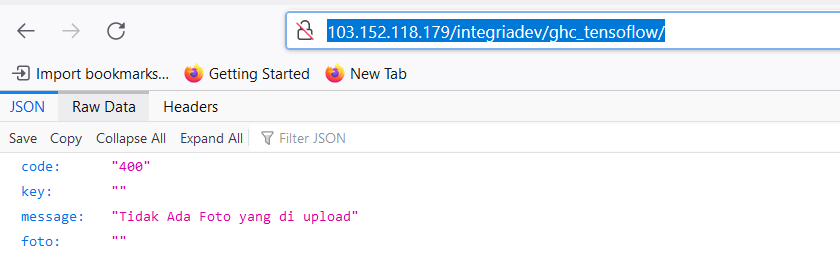 103.152.118.179/integriadev/ghc_tensoflow/
Import bookmarks... Getting Started New Tab
JSON Raw Data Headers
Save Copy Collapse All Expand All Filter JSON
code: "400"
key: ""
message: "Tidak Ada Foto yang di upload"
foto: ""